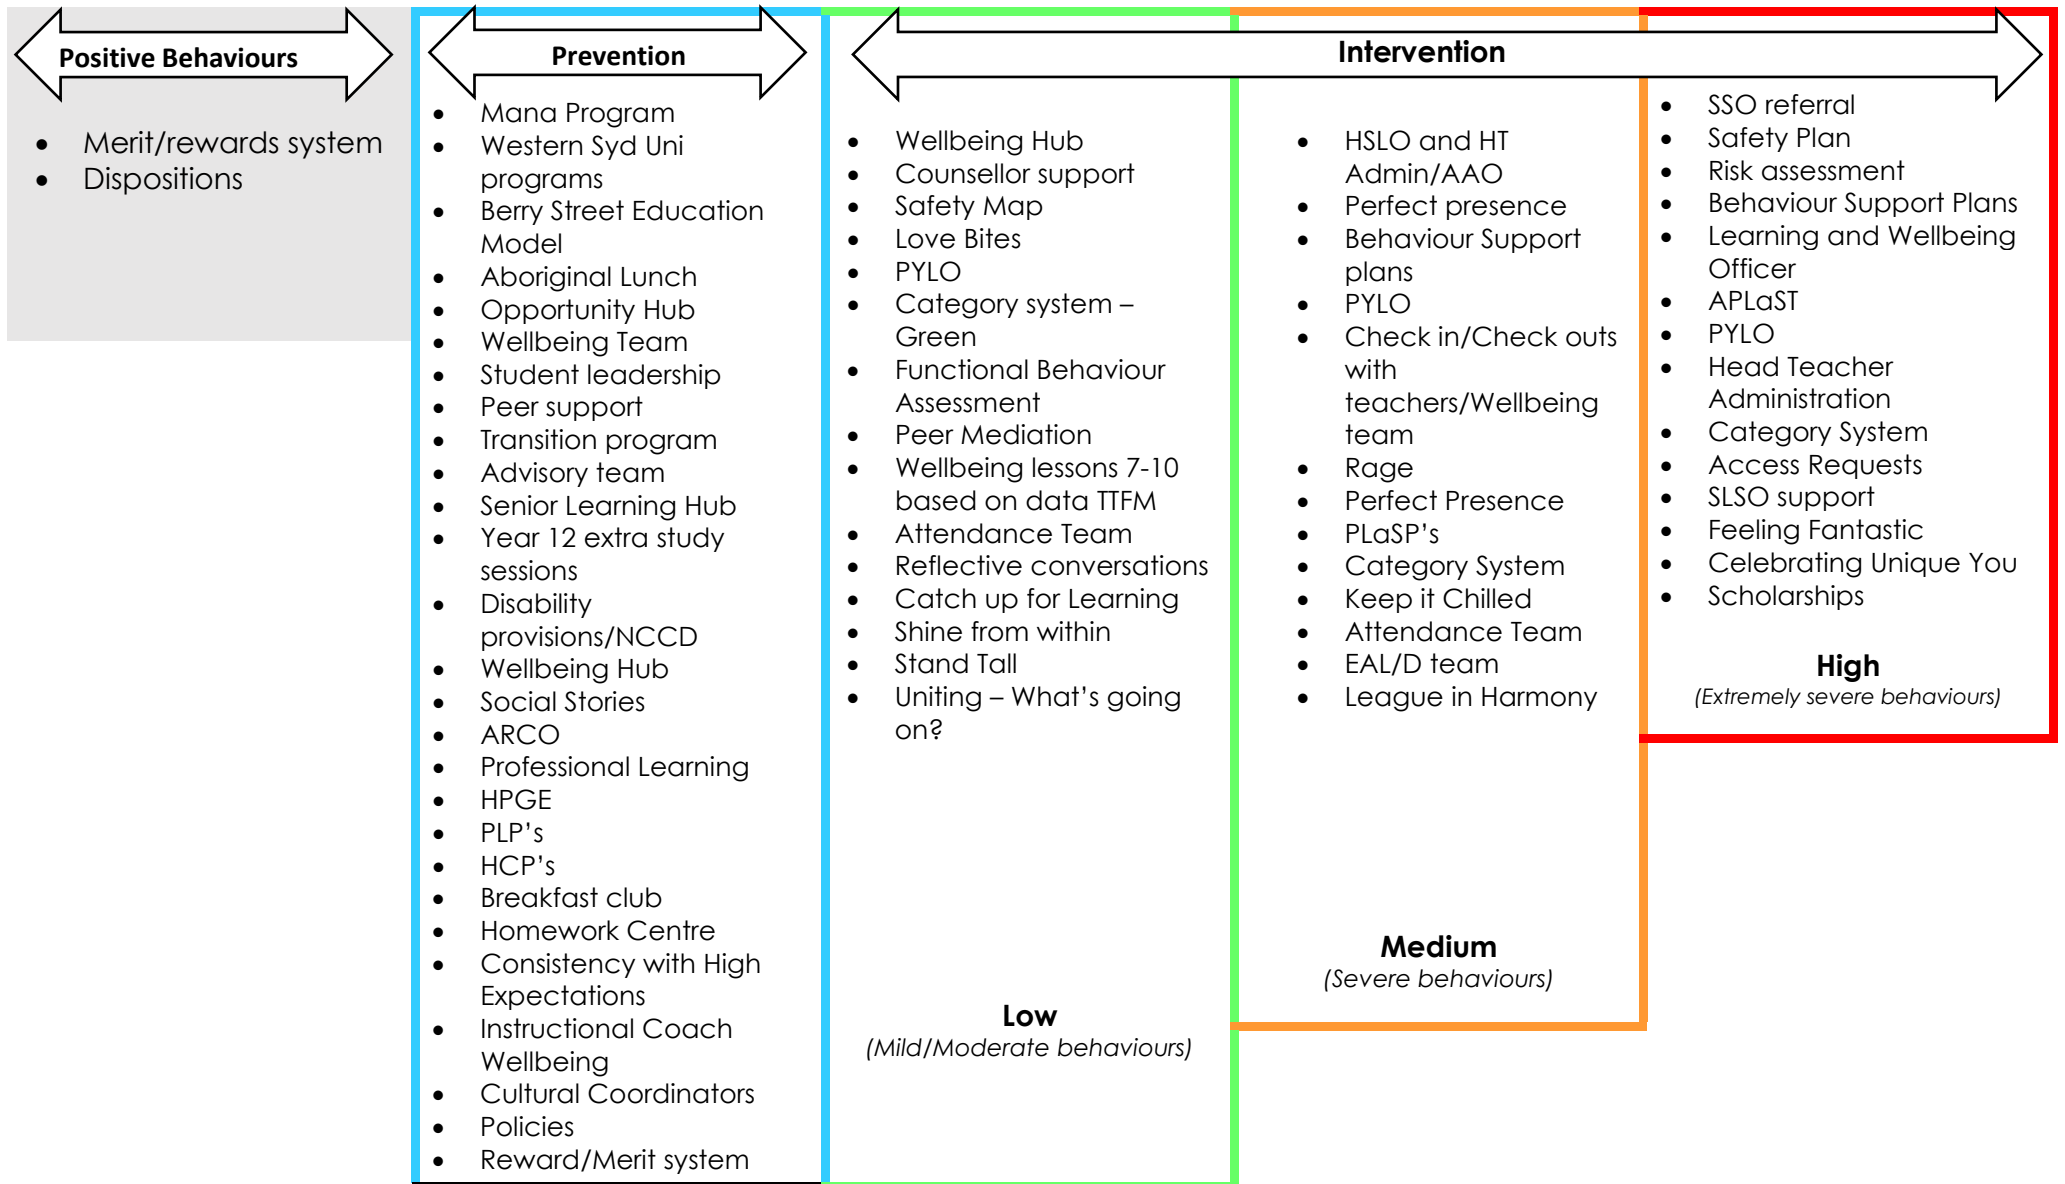 Positive Behaviours
• Merit/rewards system
• Dispositions
Prevention
• Mana Program
• Western Syd Uni
programs
• Berry Street Education
Model
• Aboriginal Lunch
• Opportunity Hub
• Wellbeing Team
• Student leadership
• Peer support
• Transition program
• Advisory team
• Senior Learning Hub
• Year 12 extra study
sessions
• Disability
provisions/NCCD
• Wellbeing Hub
• Social Stories
• ARCO
• Professional Learning
• HPGE
• PLP’s
• HCP’s
• Breakfast club
• Homework Centre
• Consistency with High
Expectations
• Instructional Coach
Wellbeing
• Cultural Coordinators
• Policies
• Reward/Merit system
Intervention
• Wellbeing Hub
• Counsellor support
• Safety Map
• Love Bites
• PYLO
• Category system –
Green
• Functional Behaviour
Assessment
• Peer Mediation
• Wellbeing lessons 7-10
based on data TTFM
• Attendance Team
• Reflective conversations
• Catch up for Learning
• Shine from within
• Stand Tall
• Uniting – What’s going
on?
Low
(Mild/Moderate behaviours)
• HSLO and HT
Admin/AAO
• Perfect presence
• Behaviour Support
plans
• PYLO
• Check in/Check outs
with
teachers/Wellbeing
team
• Rage
• Perfect Presence
• PLaSP’s
• Category System
• Keep it Chilled
• Attendance Team
• EAL/D team
• League in Harmony
Medium
(Severe behaviours)
• SSO referral
• Safety Plan
• Risk assessment
• Behaviour Support Plans
• Learning and Wellbeing
Officer
• APLaST
• PYLO
• Head Teacher
Administration
• Category System
• Access Requests
• SLSO support
• Feeling Fantastic
• Celebrating Unique You
• Scholarships
High
(Extremely severe behaviours)